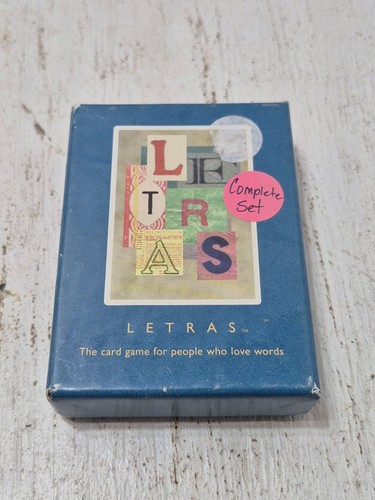 L E
T R
A S
Complete
Set
LETRAS™
The card game for people who love words